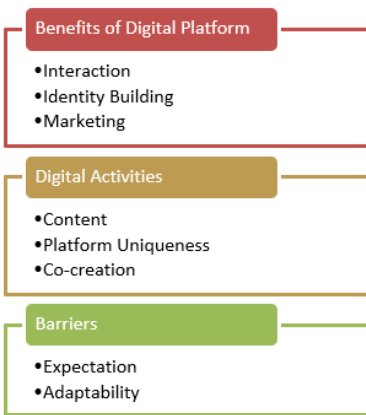 Benefits of Digital Platform
•Interaction
•Identity Building
•Marketing
Digital Activities
•Content
•Platform Uniqueness
•Co-creation
Barriers
•Expectation
•Adaptability